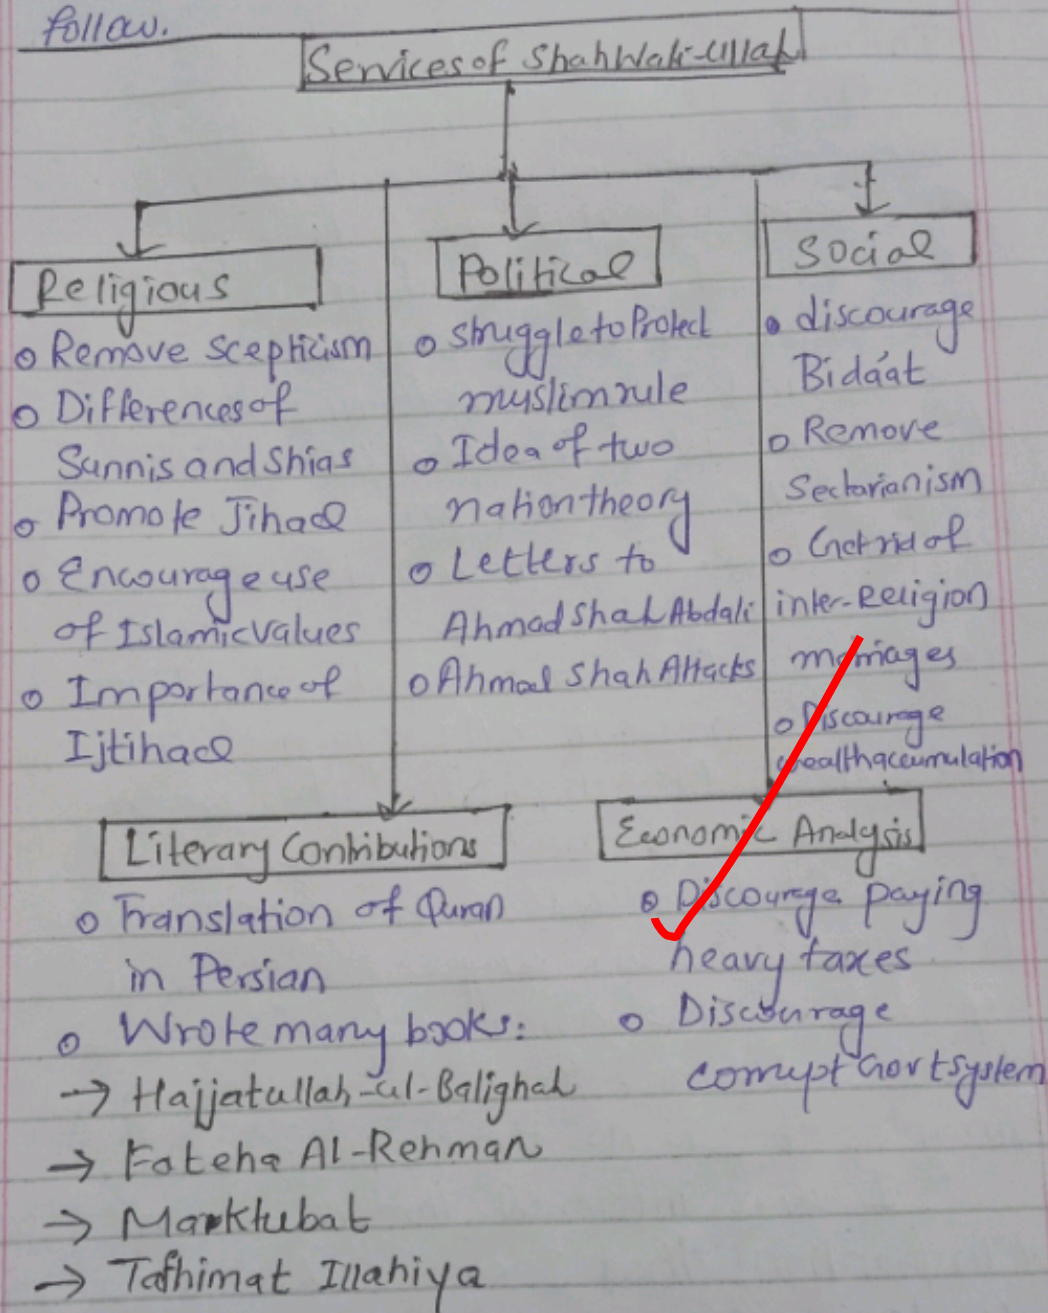 follow.
Services of Shah Wali-Ullah
Religious
o Remove scepticism
o Differences of
Sunnis and Shias
o Promote Jihad
o Encourage use
of Islamic values
o Importance of
Ijtihad
Political
o struggle to Protect
muslim rule
o Idea of two
nation theory
o Letters to
Ahmad Shah Abdali
o Ahmad Shah Attacks
Social
o discourage
Bidáat
o Remove
Sectarianism
o Get rid of
inter-Religion
marriages
o Discourage
wealth accumulation
Literary Contributions
o Translation of Quran
in Persian
o Wrote many books:
→ Hajjatullah-ul-Balighah
→ Fateha Al-Rehman
→ Marktubat
→ Tafhimat Illahiya
Economic Analysis
o Discourage paying
heavy taxes
o Discourage
corrupt Govt system